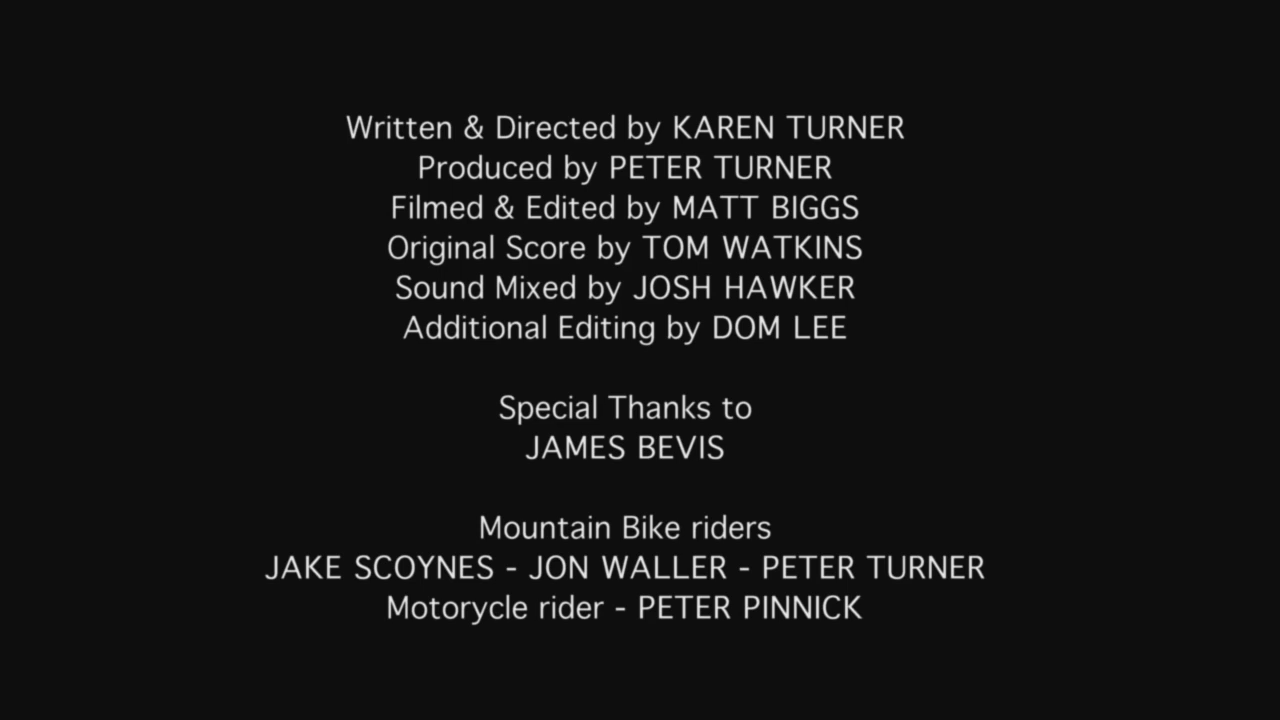 Written & Directed by KAREN TURNER
Produced by PETER TURNER
Filmed & Edited by MATT BIGGS
Original Score by TOM WATKINS
Sound Mixed by JOSH HAWKER
Additional Editing by DOM LEE
Special Thanks to
JAMES BEVIS
Mountain Bike riders
JAKE SCOYNES - JON WALLER - PETER TURNER
Motorycle rider - PETER PINNICK